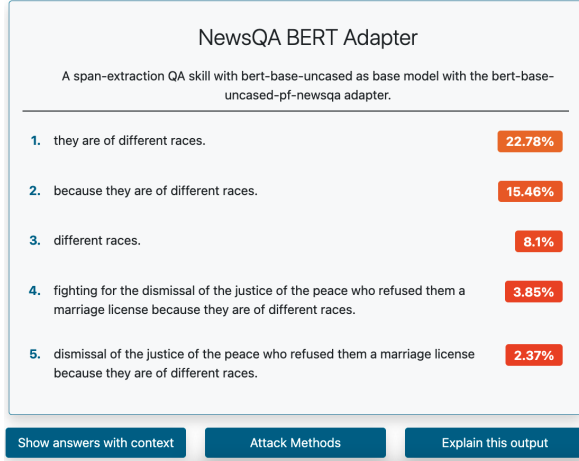 NewsQA BERT Adapter
A span-extraction QA skill with bert-base-uncased as base model with the bert-base-
uncased-pf-newsqa adapter.
1. they are of different races. 22.78%
2. because they are of different races. 15.46%
3. different races. 8.1%
4. fighting for the dismissal of the justice of the peace who refused them a 3.85%
marriage license because they are of different races.
5. dismissal of the justice of the peace who refused them a marriage license 2.37%
because they are of different races.
Show answers with context Attack Methods Explain this output